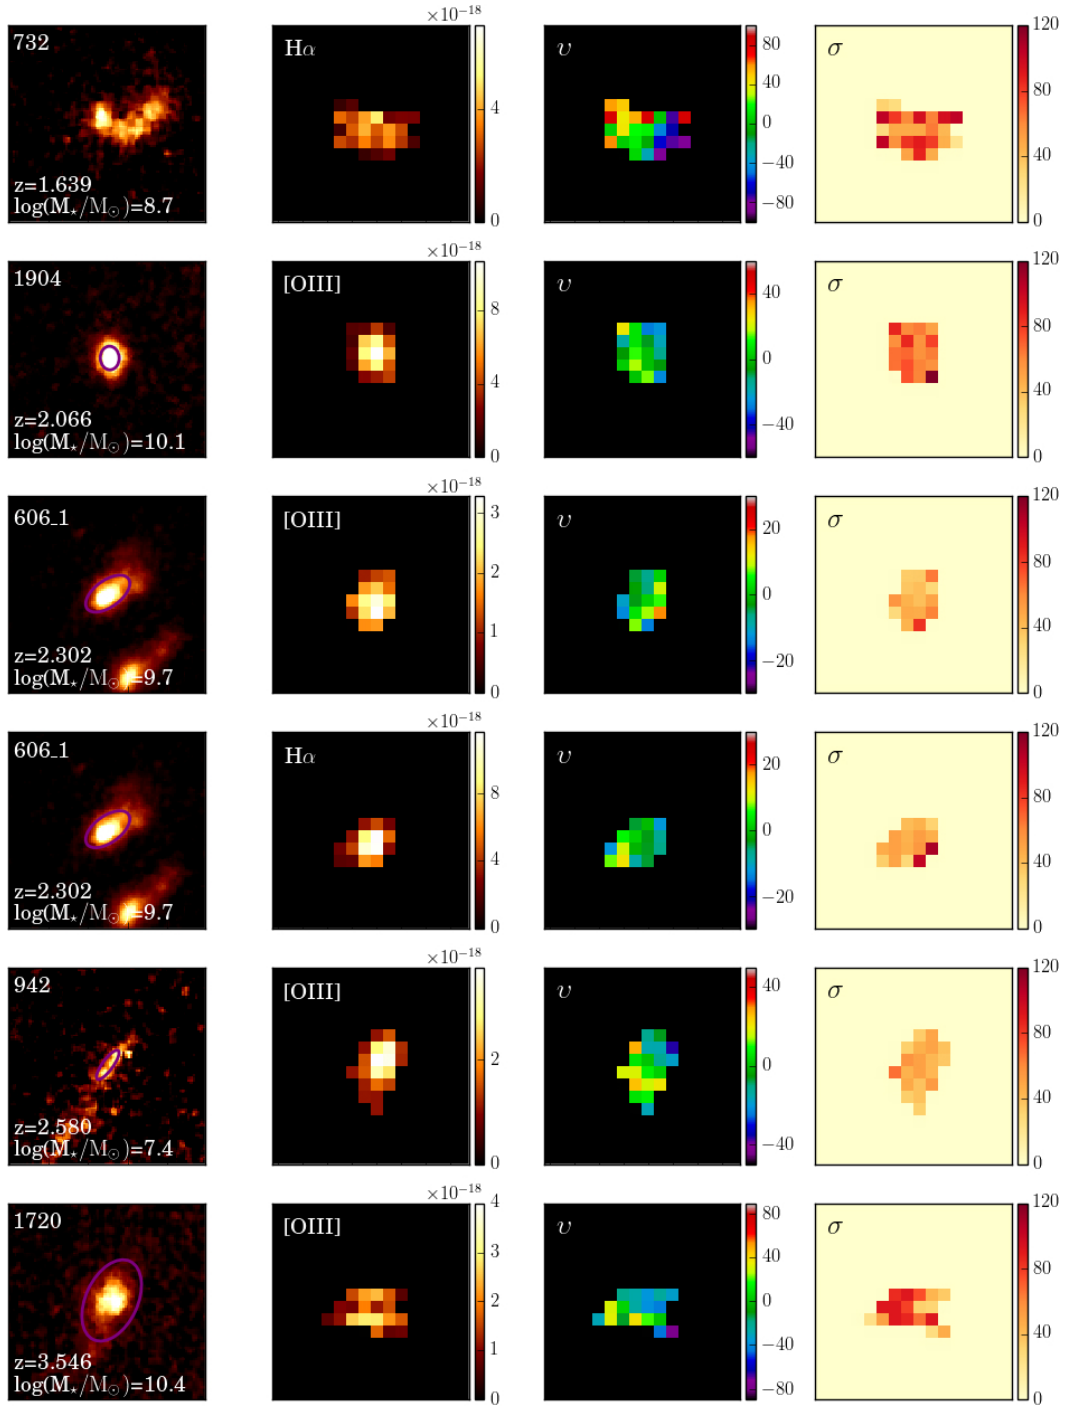 ×10⁻¹⁸
732 Hα υ σ
4 80 40 0 −40 −80 120 80 40 0
z=1.639
log(M⋆/M⊙)=8.7
0
×10⁻¹⁸
1904 [OIII] υ σ
8 4 0 40 0 −40 120 80 40 0
z=2.066
log(M⋆/M⊙)=10.1
×10⁻¹⁸
606_1 [OIII] υ σ
3 2 1 0 20 0 −20 120 80 40 0
z=2.302
log(M⋆/M⊙)=9.7
×10⁻¹⁸
606_1 Hα υ σ
8 4 0 20 0 −20 120 80 40 0
z=2.302
log(M⋆/M⊙)=9.7
×10⁻¹⁸
942 [OIII] υ σ
2 0 40 0 −40 120 80 40 0
z=2.580
log(M⋆/M⊙)=7.4
×10⁻¹⁸
1720 [OIII] υ σ
4 3 2 1 0 80 40 0 −40 −80 120 80 40 0
z=3.546
log(M⋆/M⊙)=10.4